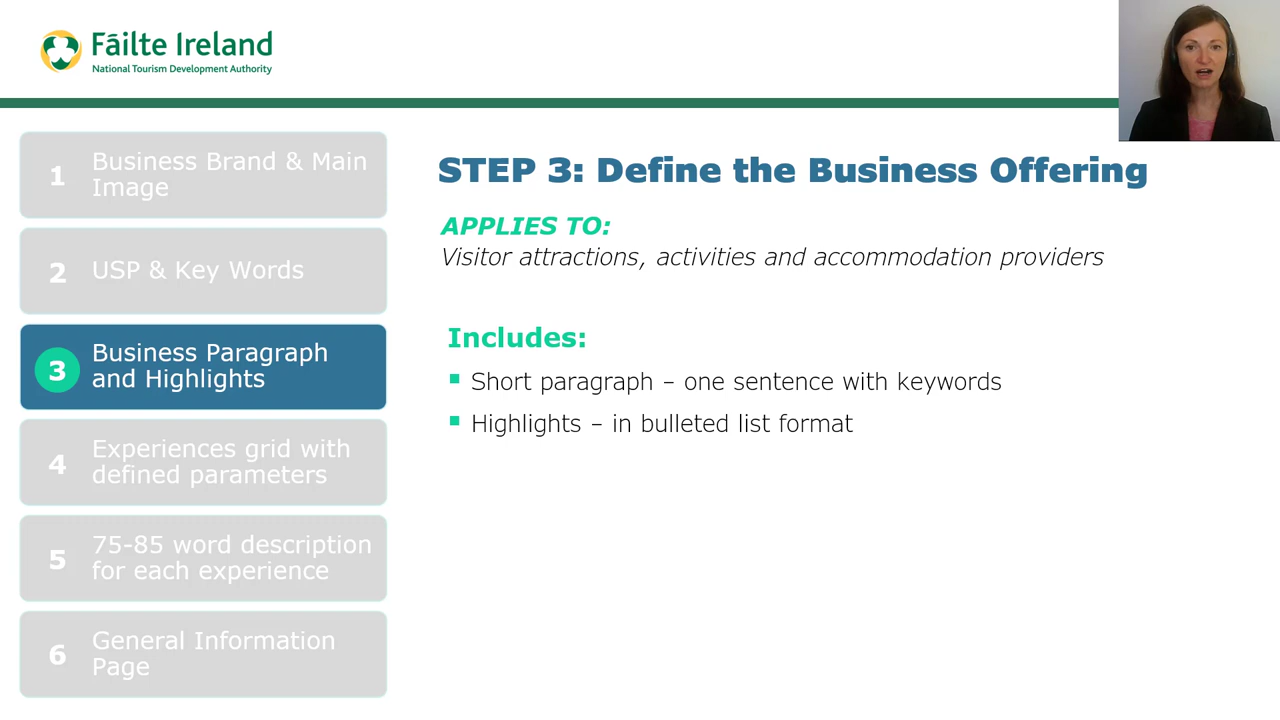 Fáilte Ireland
National Tourism Development Authority
1
Business Brand & Main
Image
2
USP & Key Words
3
Business Paragraph
and Highlights
4
Experiences grid with
defined parameters
5
75-85 word description
for each experience
6
General Information
Page
STEP 3: Define the Business Offering
APPLIES TO:
Visitor attractions, activities and accommodation providers
Includes:
Short paragraph – one sentence with keywords
Highlights – in bulleted list format